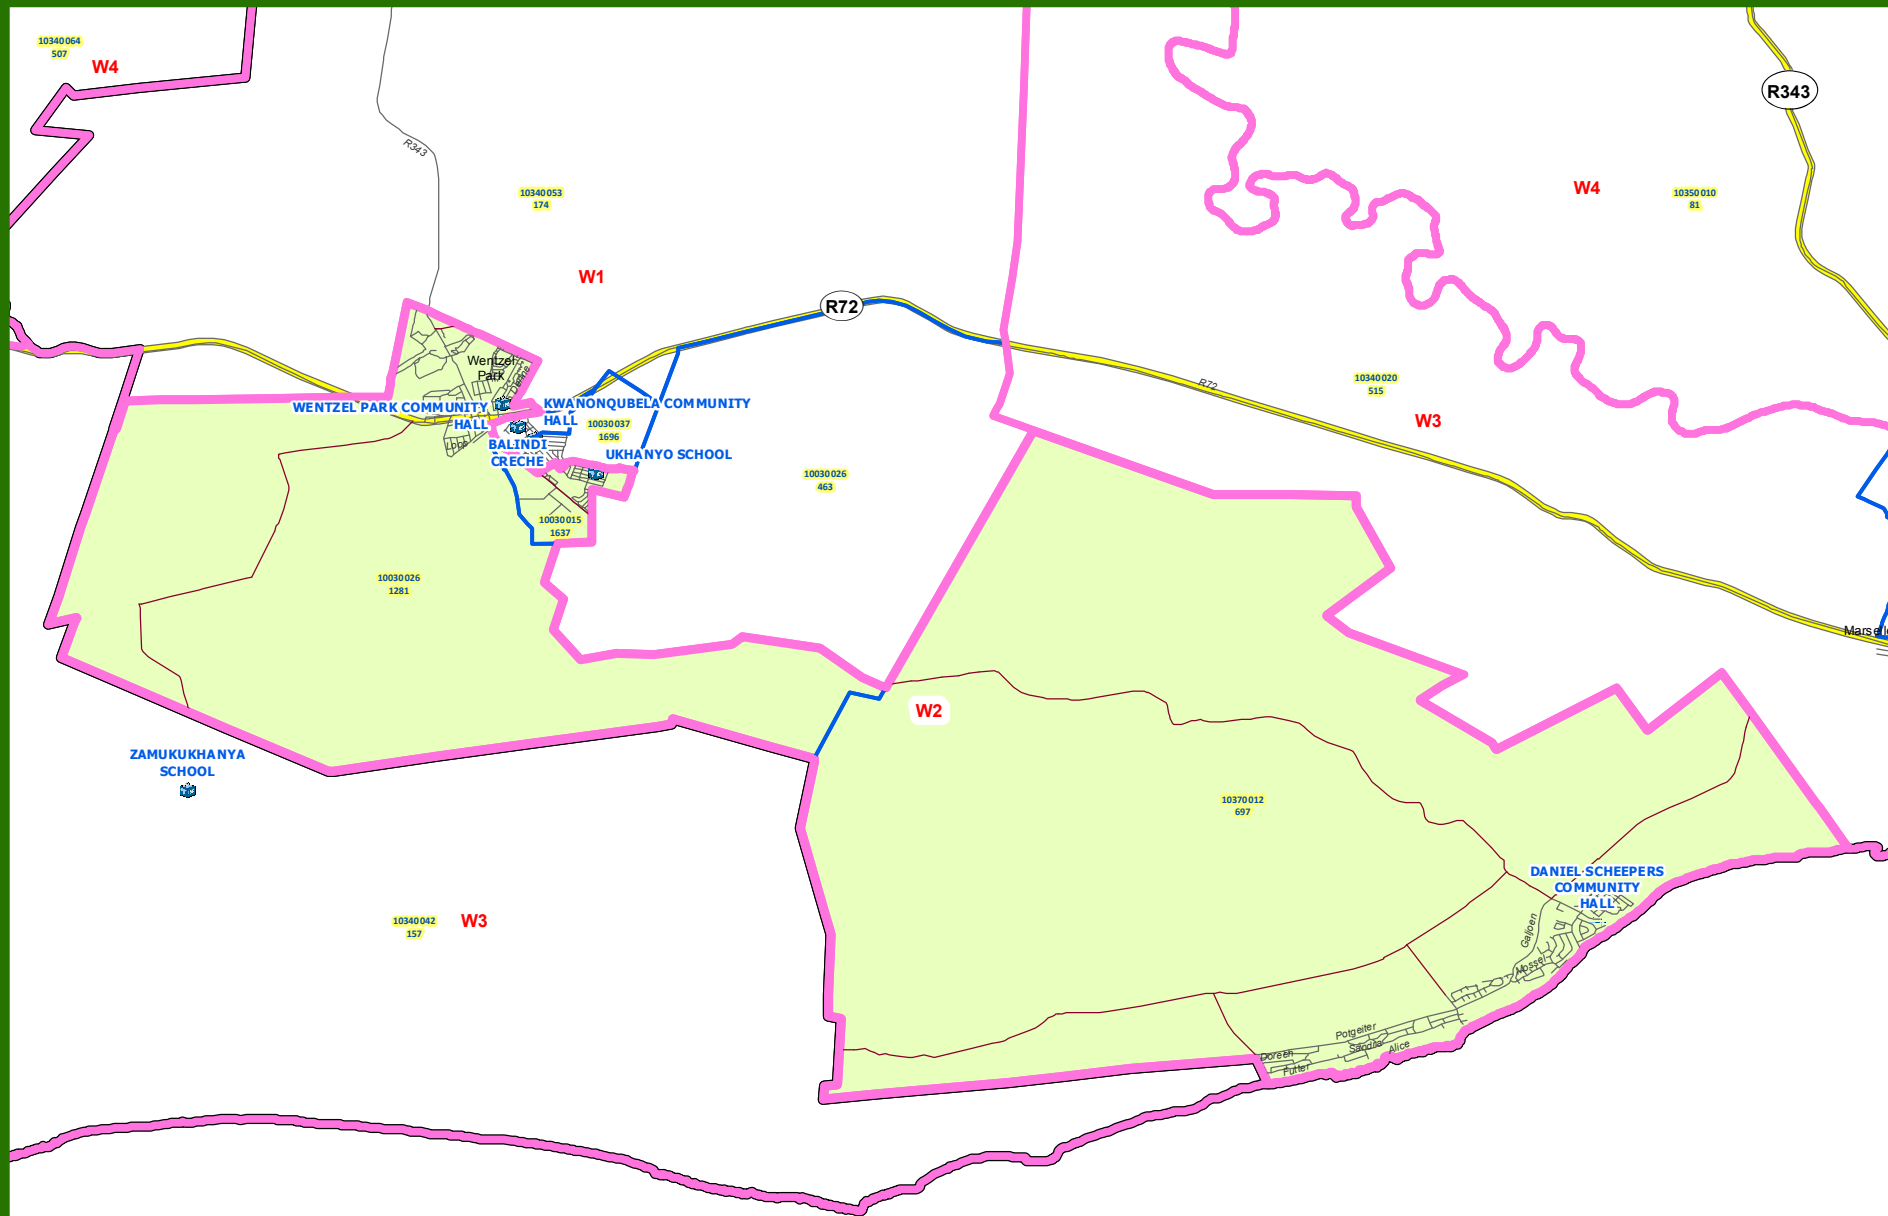 10340064
507
W4
R343
R343
10340053
174
W4
10350010
81
W1
R72
Wentzel
Park
Denne
R72
10340020
515
W3
WENTZEL PARK COMMUNITY
HALL
KWANONQUBELA COMMUNITY
HALL
10030037
1696
Loop
BALINDI
CRECHE
UKHANYO SCHOOL
10030026
463
10030015
1637
10030026
1281
W2
ZAMUKUKHANYA
SCHOOL
10370012
697
DANIEL SCHEEPERS
COMMUNITY
HALL
10340042
157
W3
Galjoen
Mossel
Potgeiter
Sandra
Alice
Doreen
Futter